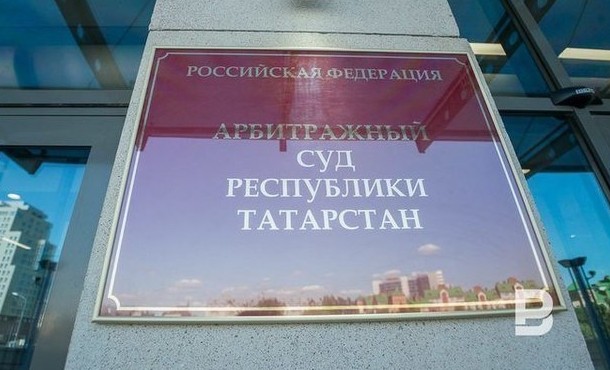 РОССИЙСКАЯ ФЕДЕРАЦИЯ
АРБИТРАЖНЫЙ
СУД
РЕСПУБЛИКИ
ТАТАРСТАН
В